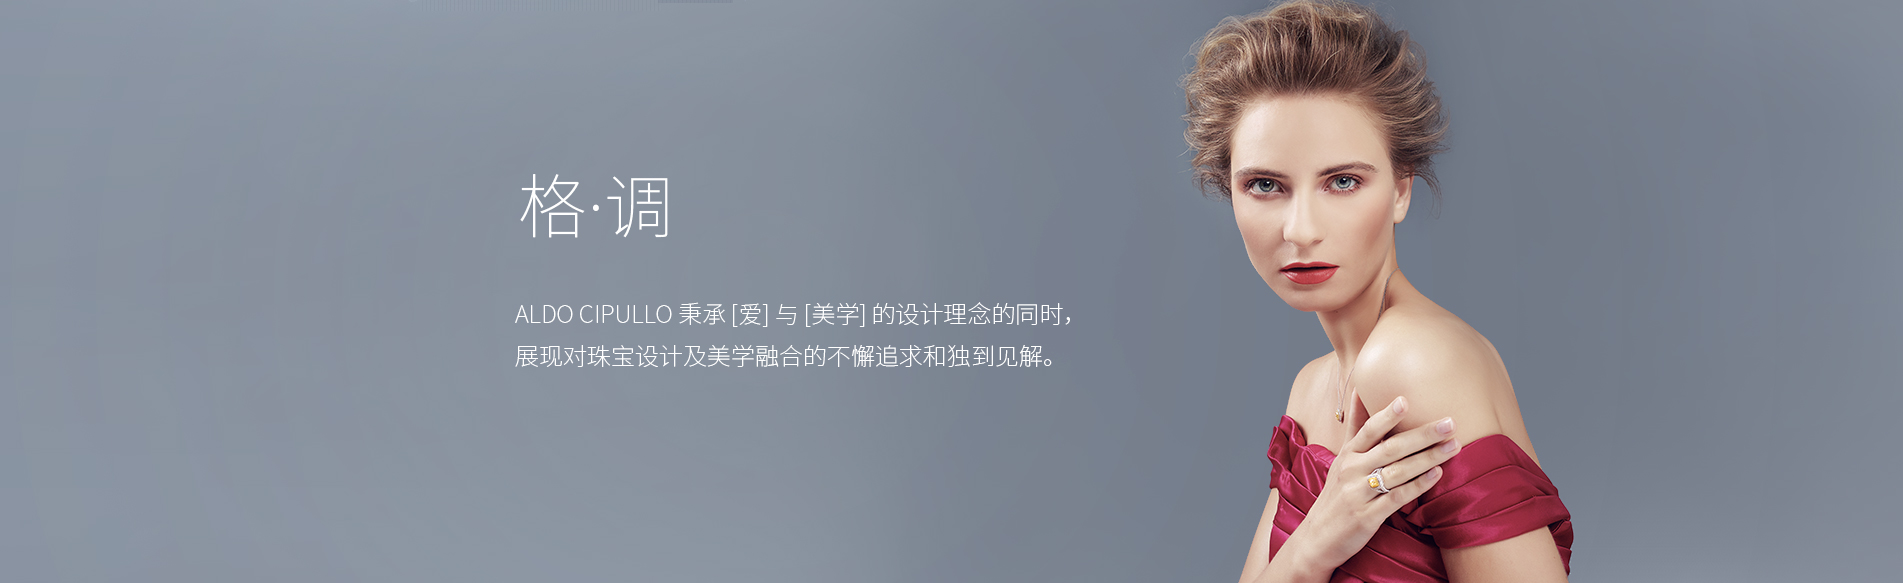 格·调
ALDO CIPULLO 秉承 [爱] 与 [美学] 的设计理念的同时，
展现对珠宝设计及美学融合的不懈追求和独到见解。